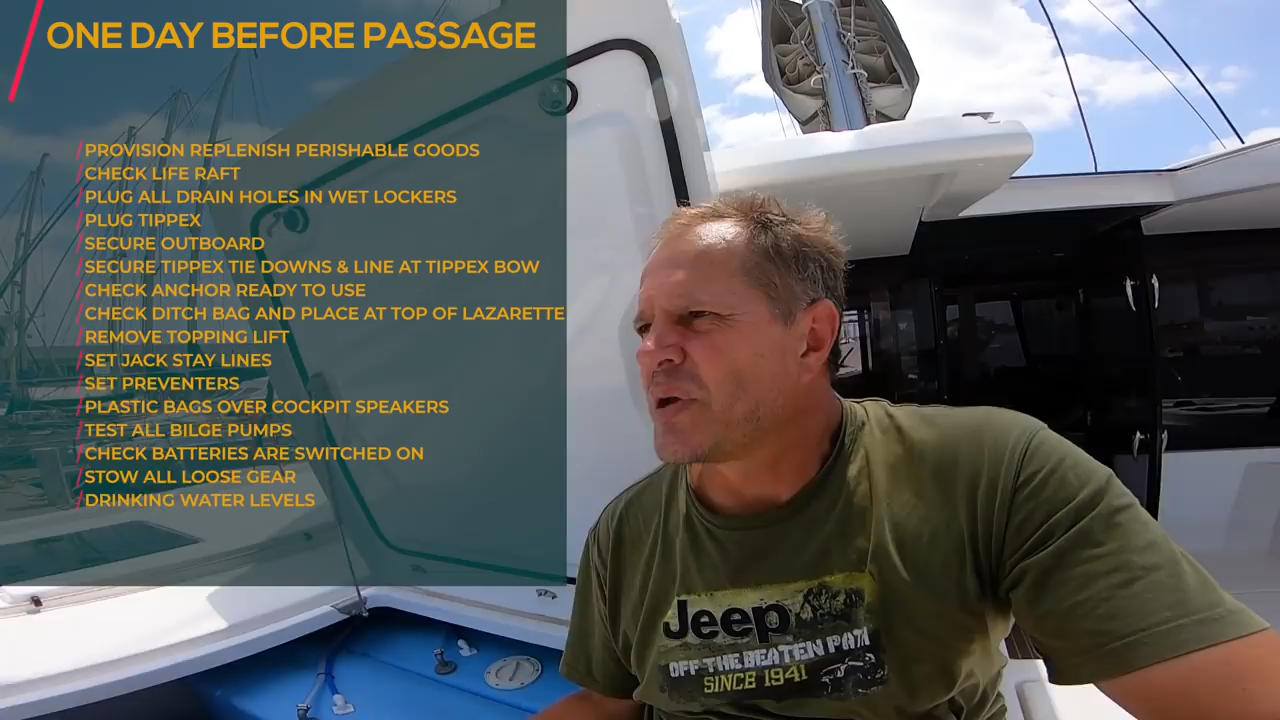 ONE DAY BEFORE PASSAGE
PROVISION REPLENISH PERISHABLE GOODS
CHECK LIFE RAFT
PLUG ALL DRAIN HOLES IN WET LOCKERS
PLUG TIPPEX
SECURE OUTBOARD
SECURE TIPPEX TIE DOWNS & LINE AT TIPPEX BOW
CHECK ANCHOR READY TO USE
CHECK DITCH BAG AND PLACE AT TOP OF LAZARETTE
REMOVE TOPPING LIFT
SET JACK STAY LINES
SET PREVENTERS
PLASTIC BAGS OVER COCKPIT SPEAKERS
TEST ALL BILGE PUMPS
CHECK BATTERIES ARE SWITCHED ON
STOW ALL LOOSE GEAR
DRINKING WATER LEVELS
Jeep
OFF THE BEATEN PATH
SINCE 1941